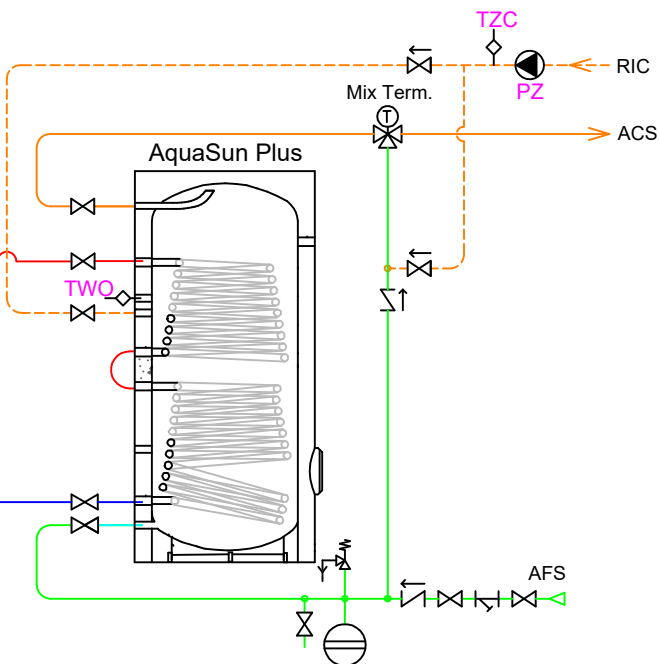 TZC
RIC
PZ
Mix Term.
T
ACS
AquaSun Plus
TWO
AFS